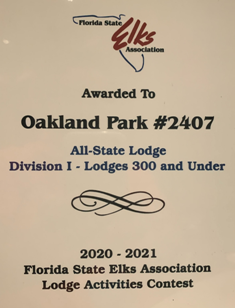 Florida State
Elks
Association
Awarded To
Oakland Park #2407
All-State Lodge
Division I - Lodges 300 and Under
2020 - 2021
Florida State Elks Association
Lodge Activities Contest